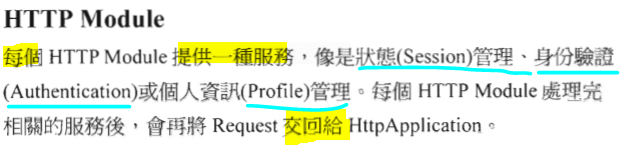 HTTP Module
每個 HTTP Module 提供一種服務，像是狀態(Session)管理、身份驗證
(Authentication)或個人資訊(Profile)管理。每個 HTTP Module 處理完
相關的服務後，會再將 Request 交回給 HttpApplication。